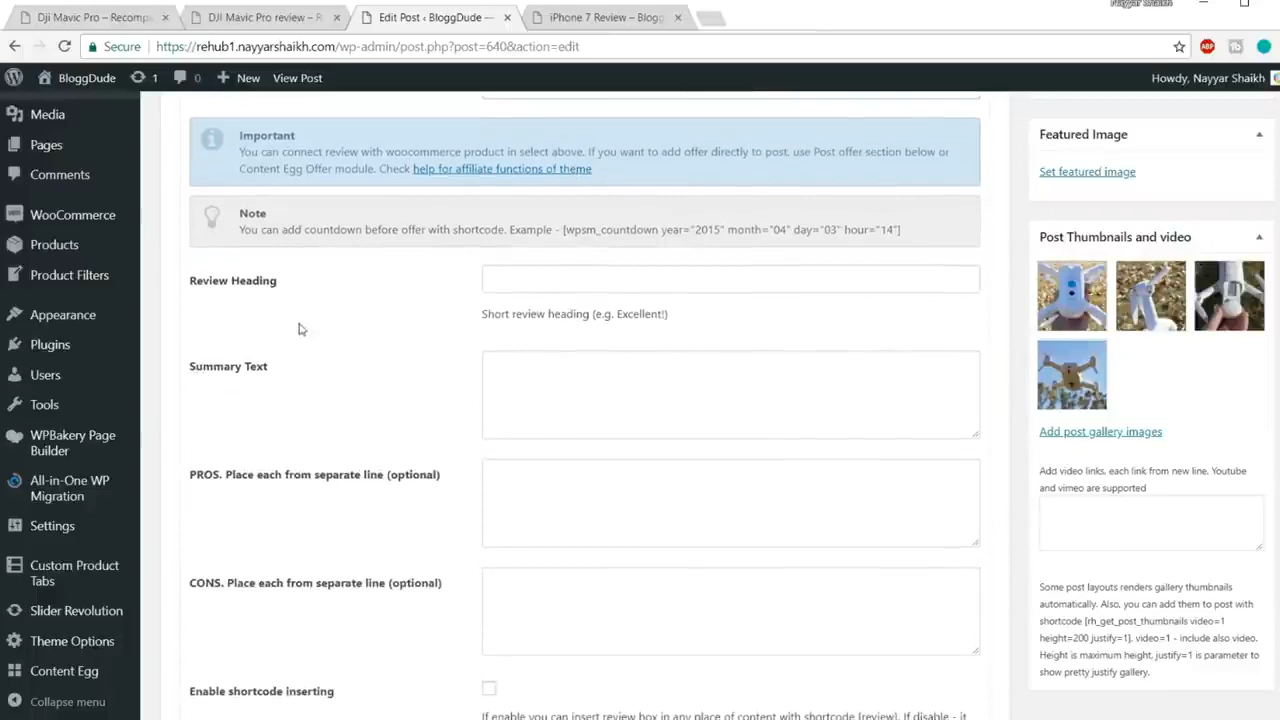 Nayyar Shaikh
Dji Mavic Pro – Recomp
DJI Mavic Pro review – R
Edit Post ‹ BloggDude —
iPhone 7 Review – Blogg
Secure https://rehub1.nayyarshaikh.com/wp-admin/post.php?post=640&action=edit
ABP
BloggDude 1 0 New View Post Howdy, Nayyar Shaikh
Media
Pages
Comments
WooCommerce
Products
Product Filters
Appearance
Plugins
Users
Tools
WPBakery Page
Builder
All-in-One WP
Migration
Settings
Custom Product
Tabs
Slider Revolution
Theme Options
Content Egg
Collapse menu
Important
You can connect review with woocommerce product in select above. If you want to add offer directly to post, use Post offer section below or
Content Egg Offer module. Check help for affiliate functions of theme
Note
You can add countdown before offer with shortcode. Example - [wpsm_countdown year="2015" month="04" day="03" hour="14"]
Review Heading
Short review heading (e.g. Excellent!)
Summary Text
PROS. Place each from separate line (optional)
CONS. Place each from separate line (optional)
Enable shortcode inserting
If enable you can insert review box in any place of content with shortcode [review]. If disable - it
Featured Image
Set featured image
Post Thumbnails and video
Add post gallery images
Add video links, each link from new line. Youtube
and vimeo are supported
Some post layouts renders gallery thumbnails
automatically. Also, you can add them to post with
shortcode [rh_get_post_thumbnails video=1
height=200 justify=1]. video=1 - include also video.
Height is maximum height, justify=1 is parameter to
show pretty justify gallery.